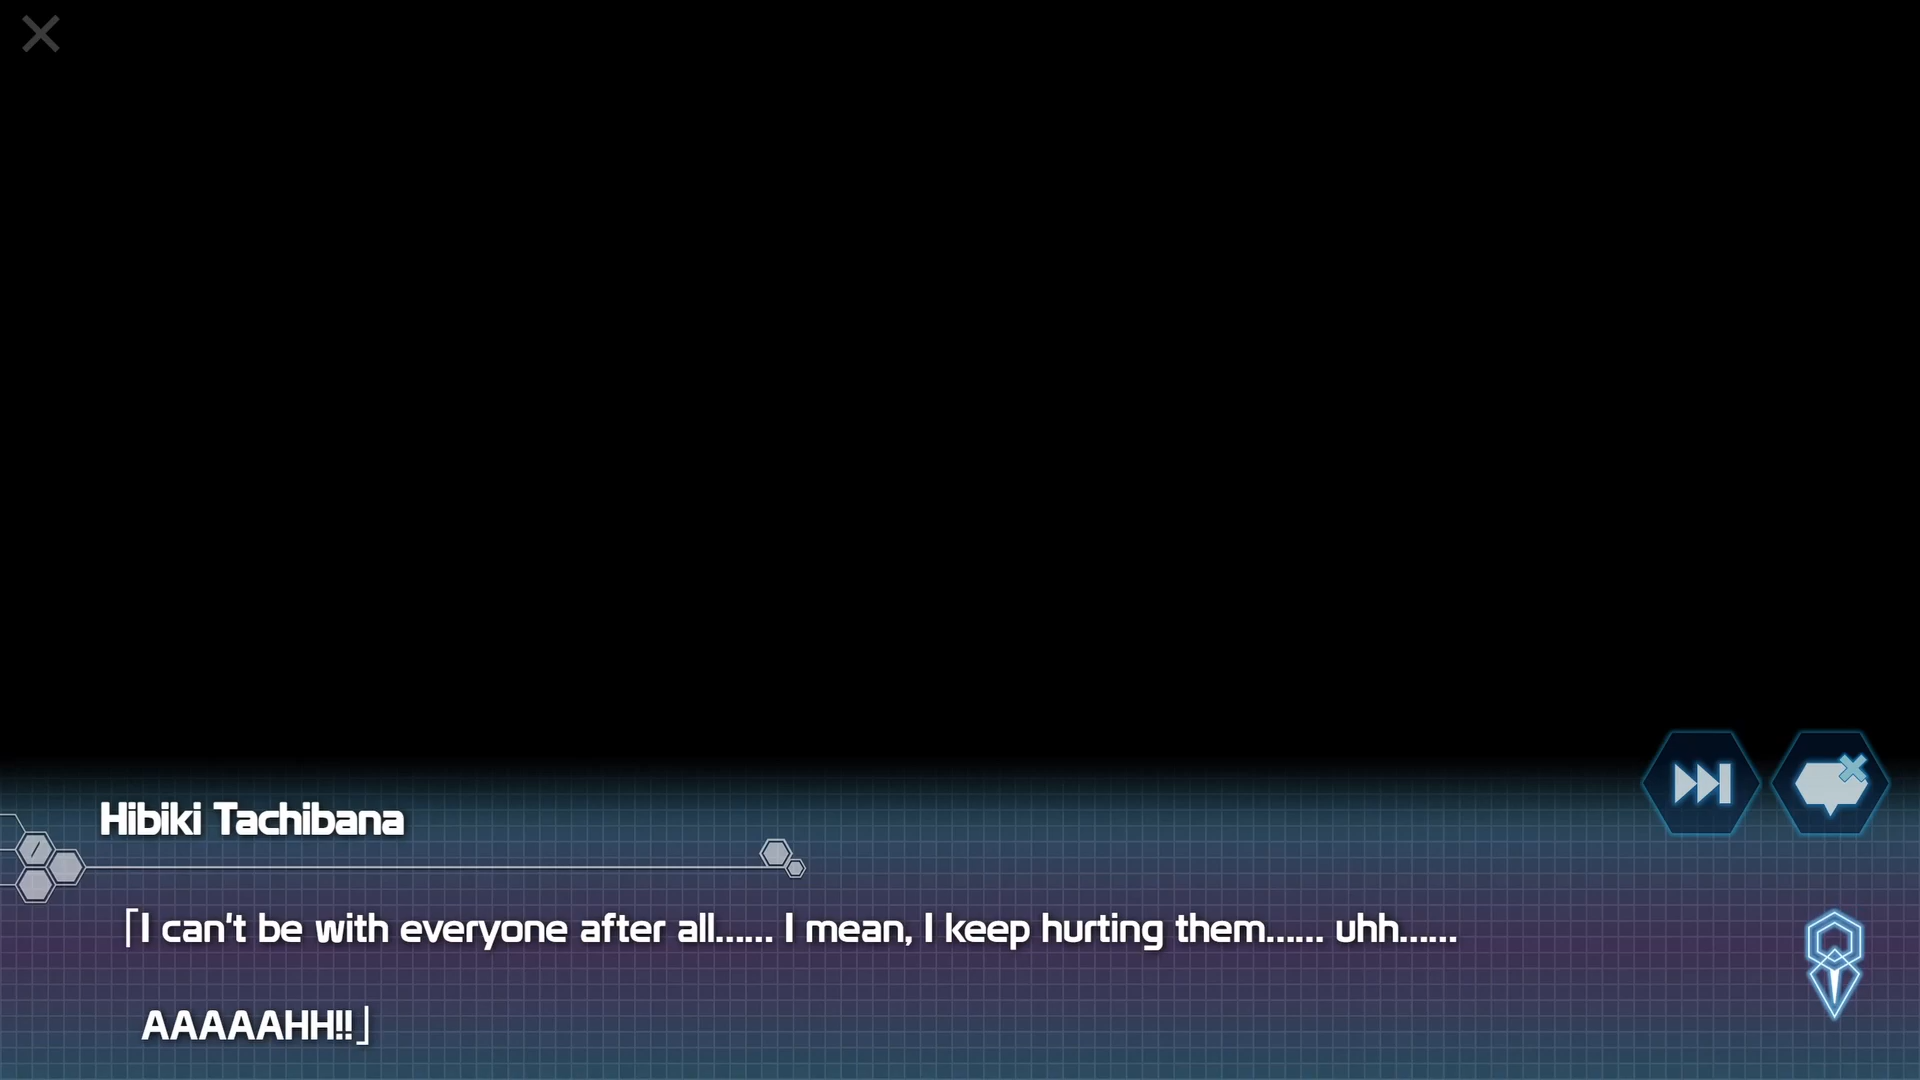 Hibiki Tachibana
「I can't be with everyone after all...... I mean, I keep hurting them...... uhh......
AAAAAHH!!」